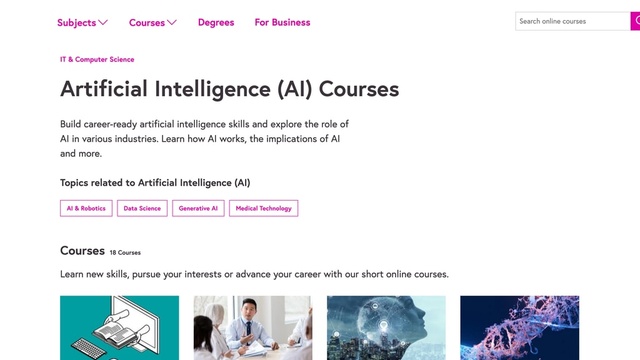 Subjects Courses Degrees For Business Search online courses
IT & Computer Science
Artificial Intelligence (AI) Courses
Build career-ready artificial intelligence skills and explore the role of
AI in various industries. Learn how AI works, the implications of AI
and more.
Topics related to Artificial Intelligence (AI)
AI & Robotics Data Science Generative AI Medical Technology
Courses 18 Courses
Learn new skills, pursue your interests or advance your career with our short online courses.